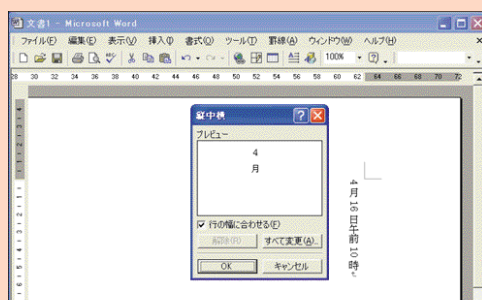 文書1 - Microsoft Word
ファイル(F) 編集(E) 表示(V) 挿入(I) 書式(O) ツール(T) 罫線(A) ウィンドウ(W) ヘルプ(H)
100%
28 30 32 34 36 38 40 42 44 46 48 50 52 54 56 58 60 62 64 66 68 70 72
縦中横
プレビュー
4
月
行の幅に合わせる(F)
解除(R) すべて変更(A)...
OK キャンセル
4月16日午前10時